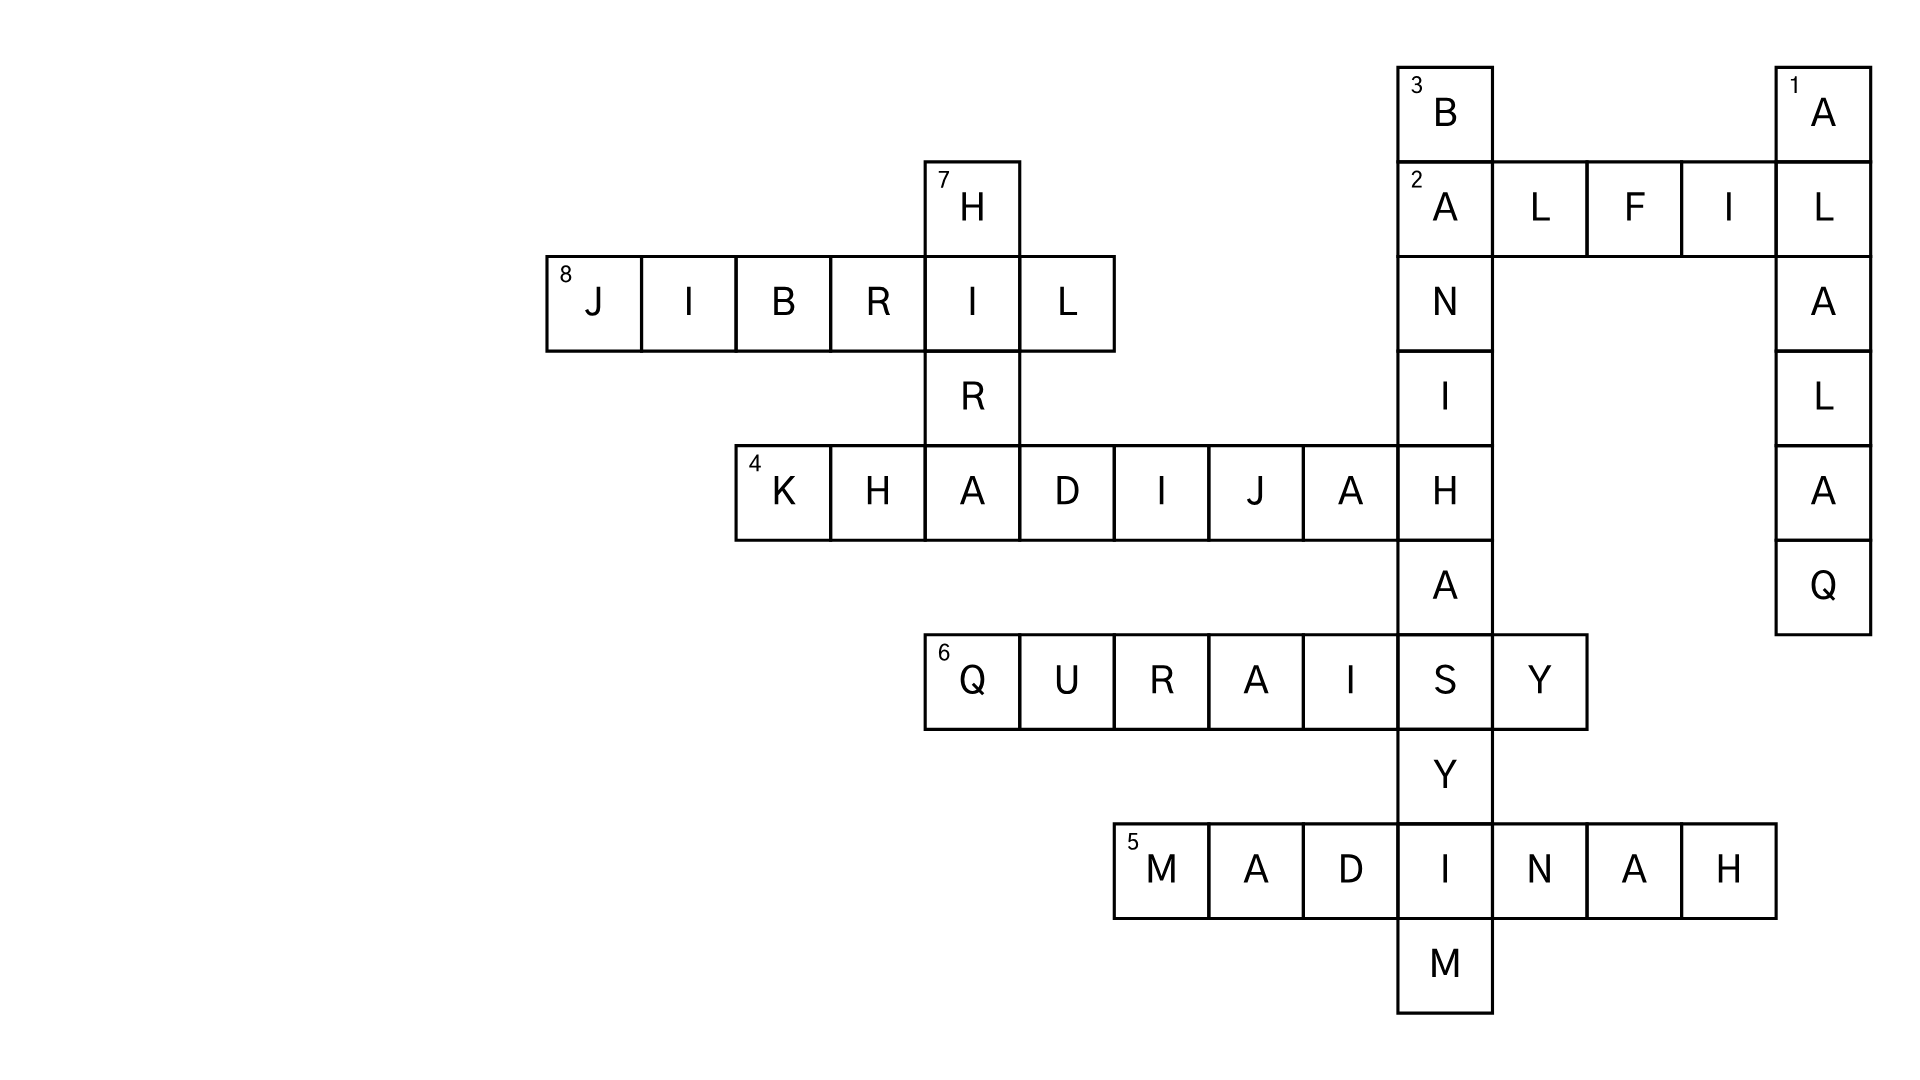 3 B 1 A
7 H 2 A L F I L
8 J I B R I L N A
R I L
4 K H A D I J A H A
A Q
6 Q U R A I S Y
Y
5 M A D I N A H
M